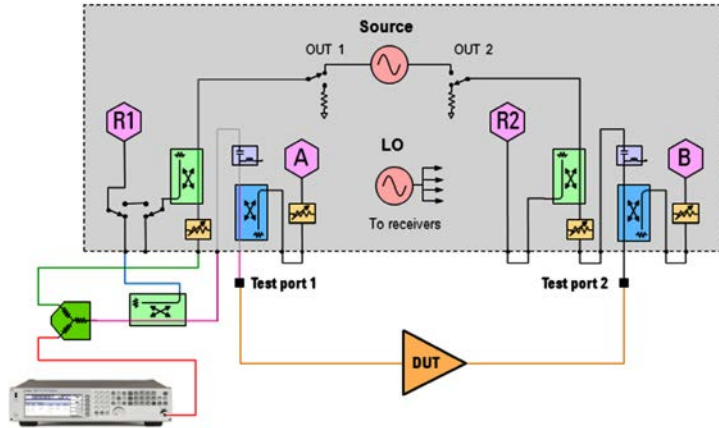 Source
OUT 1
OUT 2
R1
A
LO
R2
B
To receivers
Test port 1
Test port 2
DUT